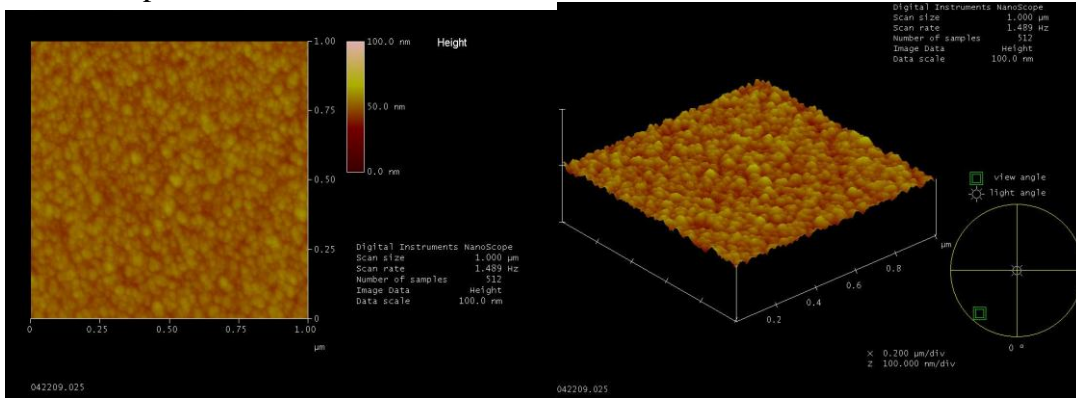 1.00
100.0 nm
Height
0.75
50.0 nm
0.50
0.0 nm
0.25
Digital Instruments NanoScope
Scan size 1.000 µm
Scan rate 1.489 Hz
Number of samples 512
Image Data Height
Data scale 100.0 nm
0
0 0.25 0.50 0.75 1.00
µm
042209.025
Digital Instruments NanoScope
Scan size 1.000 µm
Scan rate 1.489 Hz
Number of samples 512
Image Data Height
Data scale 100.0 nm
view angle
light angle
µm
0.8
0.6
0.4
0.2
0 º
X 0.200 µm/div
Z 100.000 nm/div
042209.025